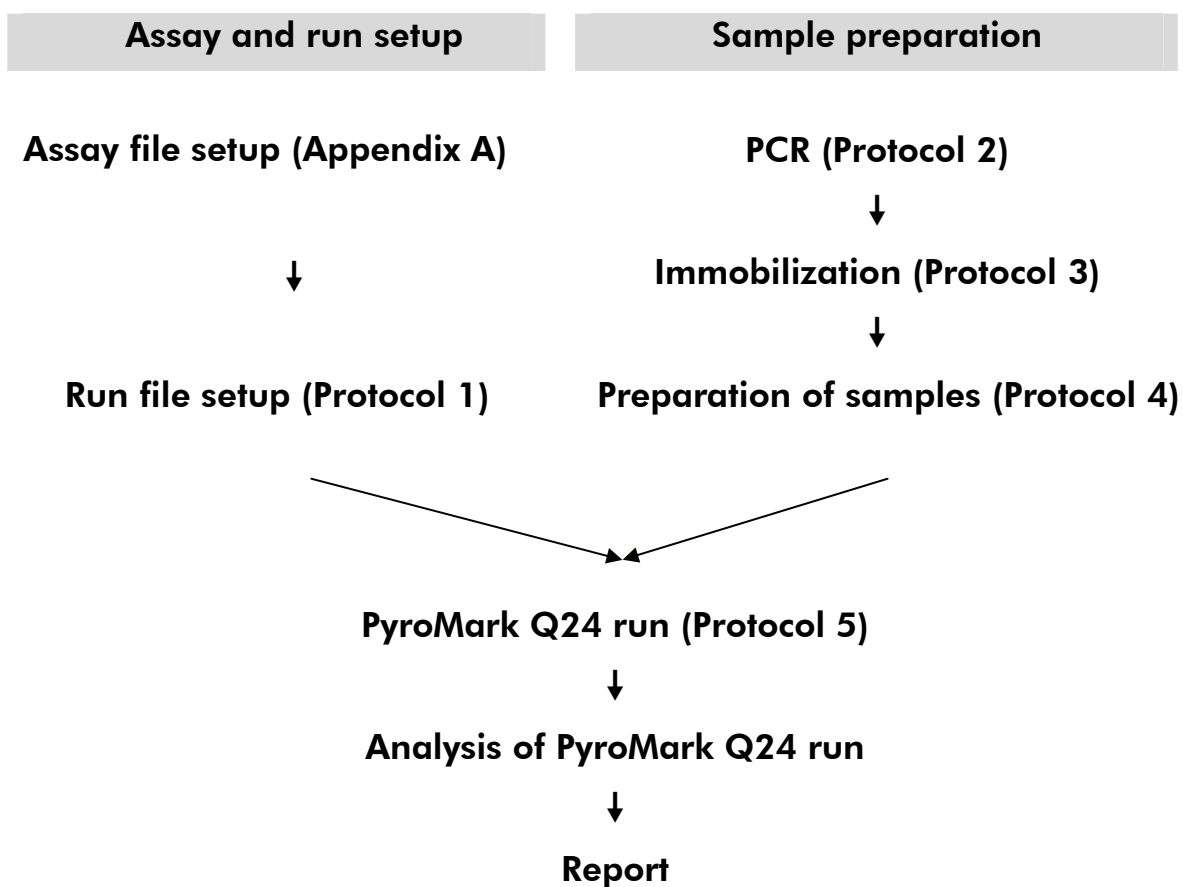 Assay and run setup
Sample preparation
Assay file setup (Appendix A)
PCR (Protocol 2)
Immobilization (Protocol 3)
Run file setup (Protocol 1)
Preparation of samples (Protocol 4)
PyroMark Q24 run (Protocol 5)
Analysis of PyroMark Q24 run
Report